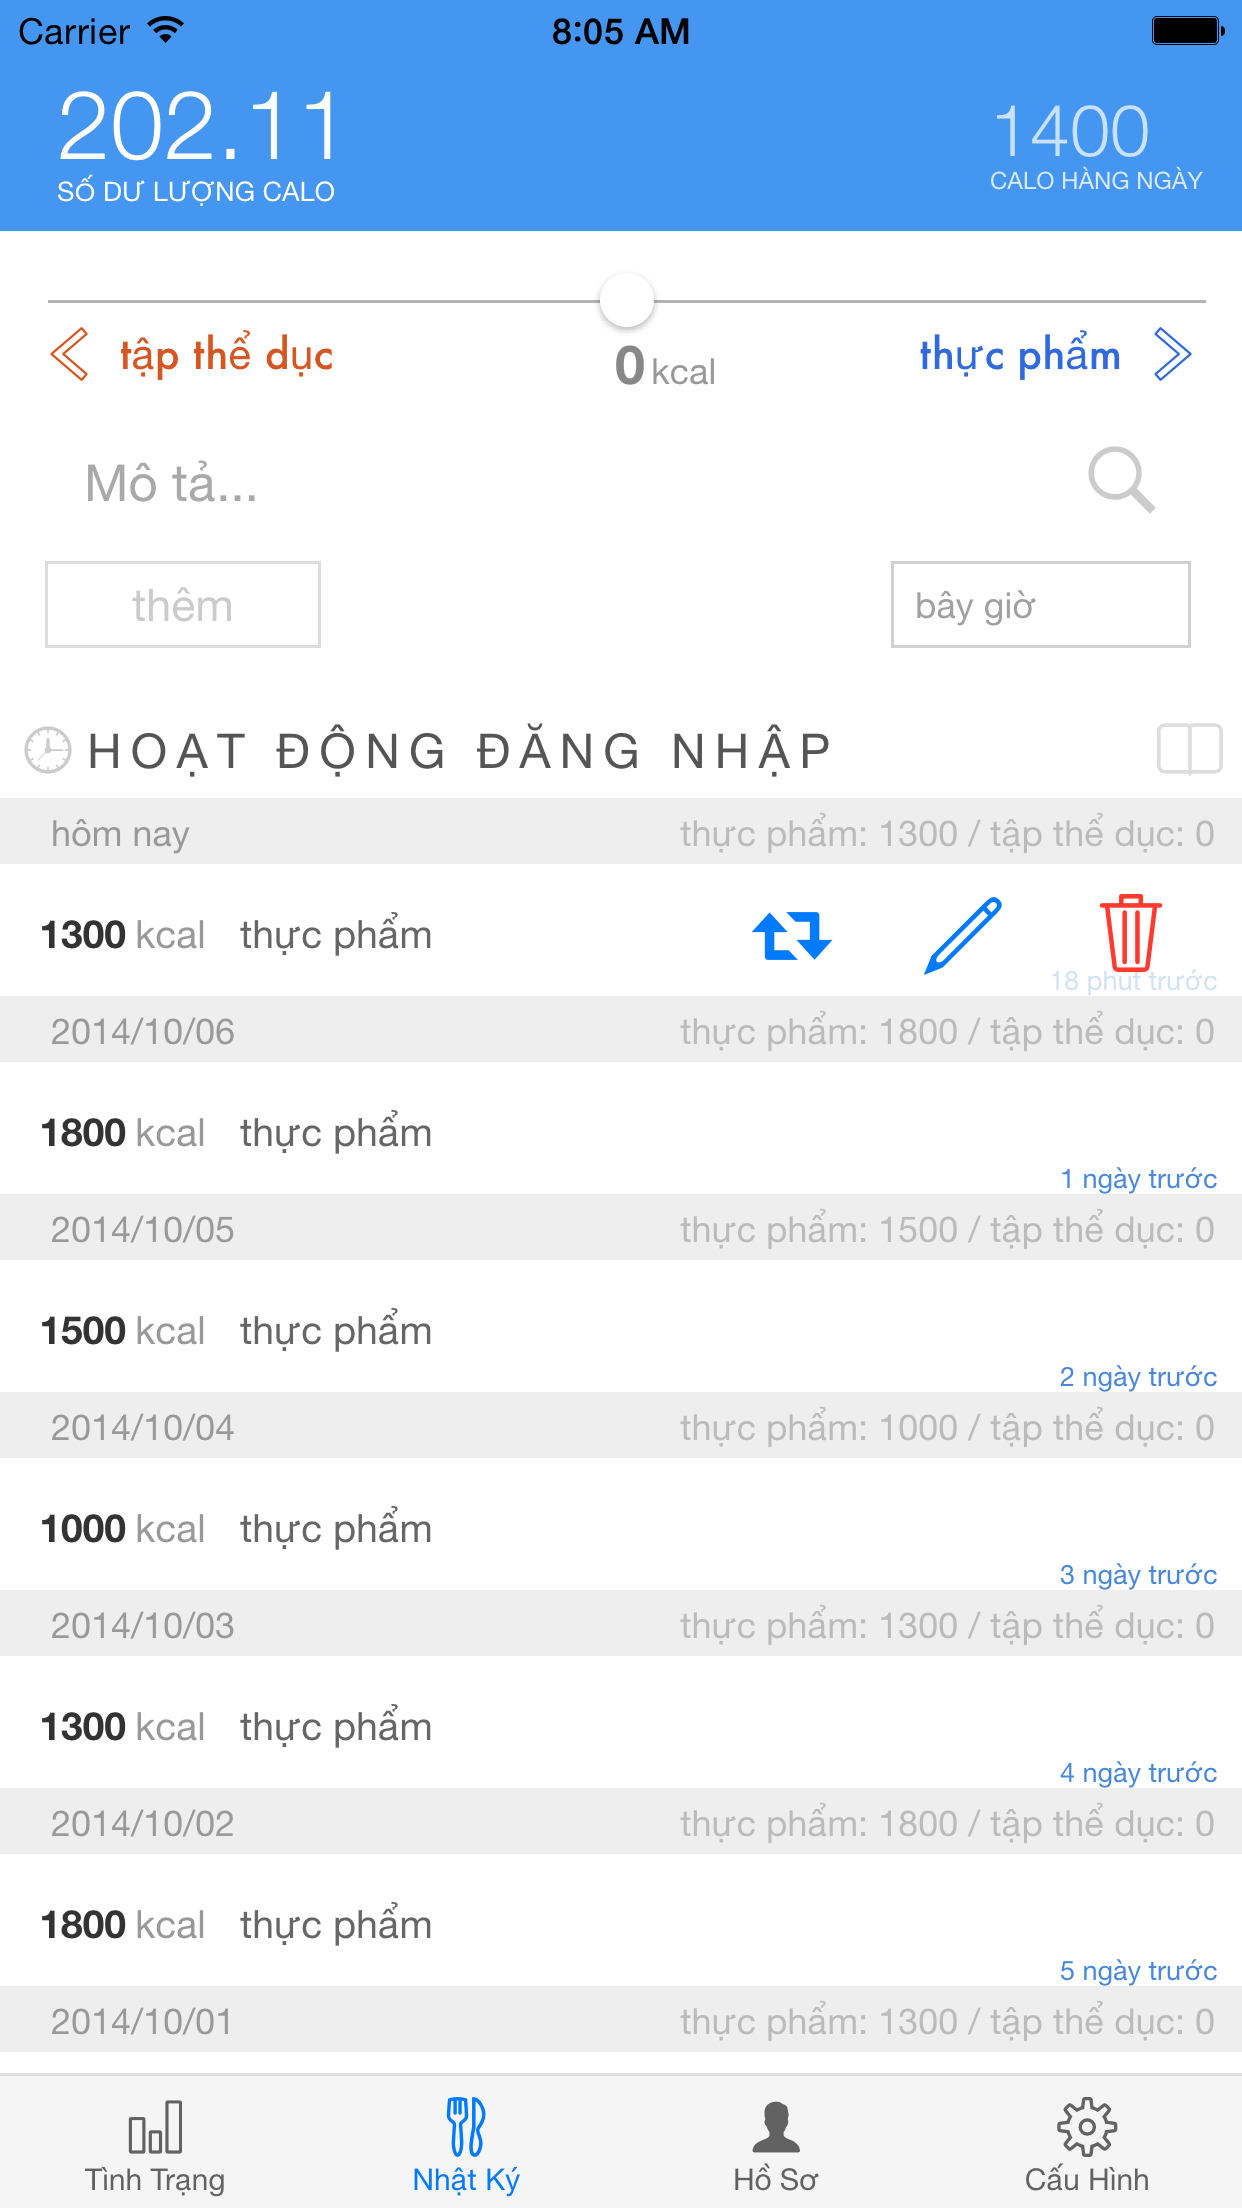 Carrier 8:05 AM
202.11 1400
SỐ DƯ LƯỢNG CALO CALO HÀNG NGÀY
tập thể dục 0 kcal thực phẩm
Mô tả...
thêm bây giờ
HOẠT ĐỘNG ĐĂNG NHẬP
hôm nay thực phẩm: 1300 / tập thể dục: 0
1300 kcal thực phẩm
18 phút trước
2014/10/06 thực phẩm: 1800 / tập thể dục: 0
1800 kcal thực phẩm
1 ngày trước
2014/10/05 thực phẩm: 1500 / tập thể dục: 0
1500 kcal thực phẩm
2 ngày trước
2014/10/04 thực phẩm: 1000 / tập thể dục: 0
1000 kcal thực phẩm
3 ngày trước
2014/10/03 thực phẩm: 1300 / tập thể dục: 0
1300 kcal thực phẩm
4 ngày trước
2014/10/02 thực phẩm: 1800 / tập thể dục: 0
1800 kcal thực phẩm
5 ngày trước
2014/10/01 thực phẩm: 1300 / tập thể dục: 0
Tình Trạng Nhật Ký Hồ Sơ Cấu Hình